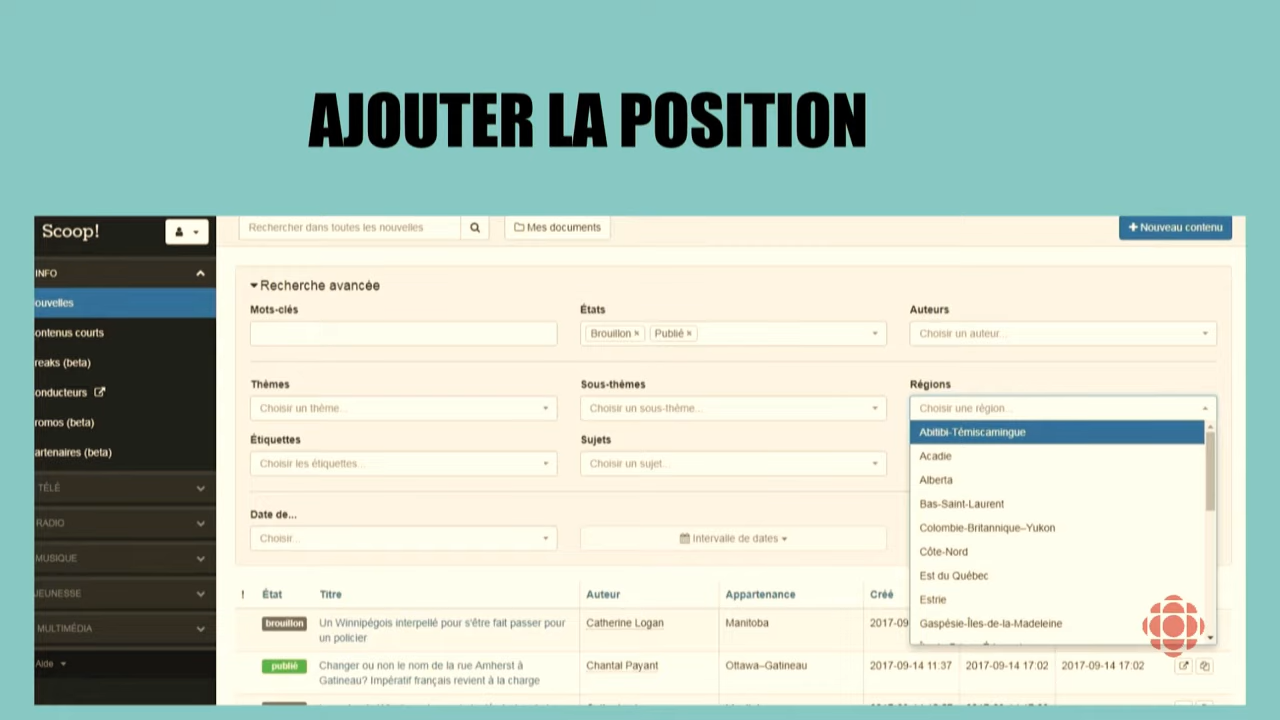 AJOUTER LA POSITION
Scoop!
Rechercher dans toutes les nouvelles
Mes documents
Nouveau contenu
INFO
ouvelles
ontenus courts
reaks (beta)
onducteurs
romos (beta)
artenaires (beta)
TÉLÉ
RADIO
MUSIQUE
JEUNESSE
MULTIMÉDIA
Aide
Recherche avancée
Mots-clés
États
Auteurs
Brouillon ×
Publié ×
Choisir un auteur...
Thèmes
Sous-thèmes
Régions
Choisir un thème...
Choisir un sous-thème...
Choisir une région...
Étiquettes
Sujets
Choisir les étiquettes...
Choisir un sujet...
Abitibi-Témiscamingue
Acadie
Alberta
Bas-Saint-Laurent
Colombie-Britannique–Yukon
Côte-Nord
Est du Québec
Estrie
Gaspésie-Îles-de-la-Madeleine
Date de...
Choisir...
Intervalle de dates
! État Titre Auteur Appartenance Créé
brouillon Un Winnipégois interpellé pour s'être fait passer pour Catherine Logan Manitoba 2017-09
un policier
publié Changer ou non le nom de la rue Amherst à Chantal Payant Ottawa–Gatineau 2017-09-14 11:37 2017-09-14 17:02 2017-09-14 17:02
Gatineau? Impératif français revient à la charge